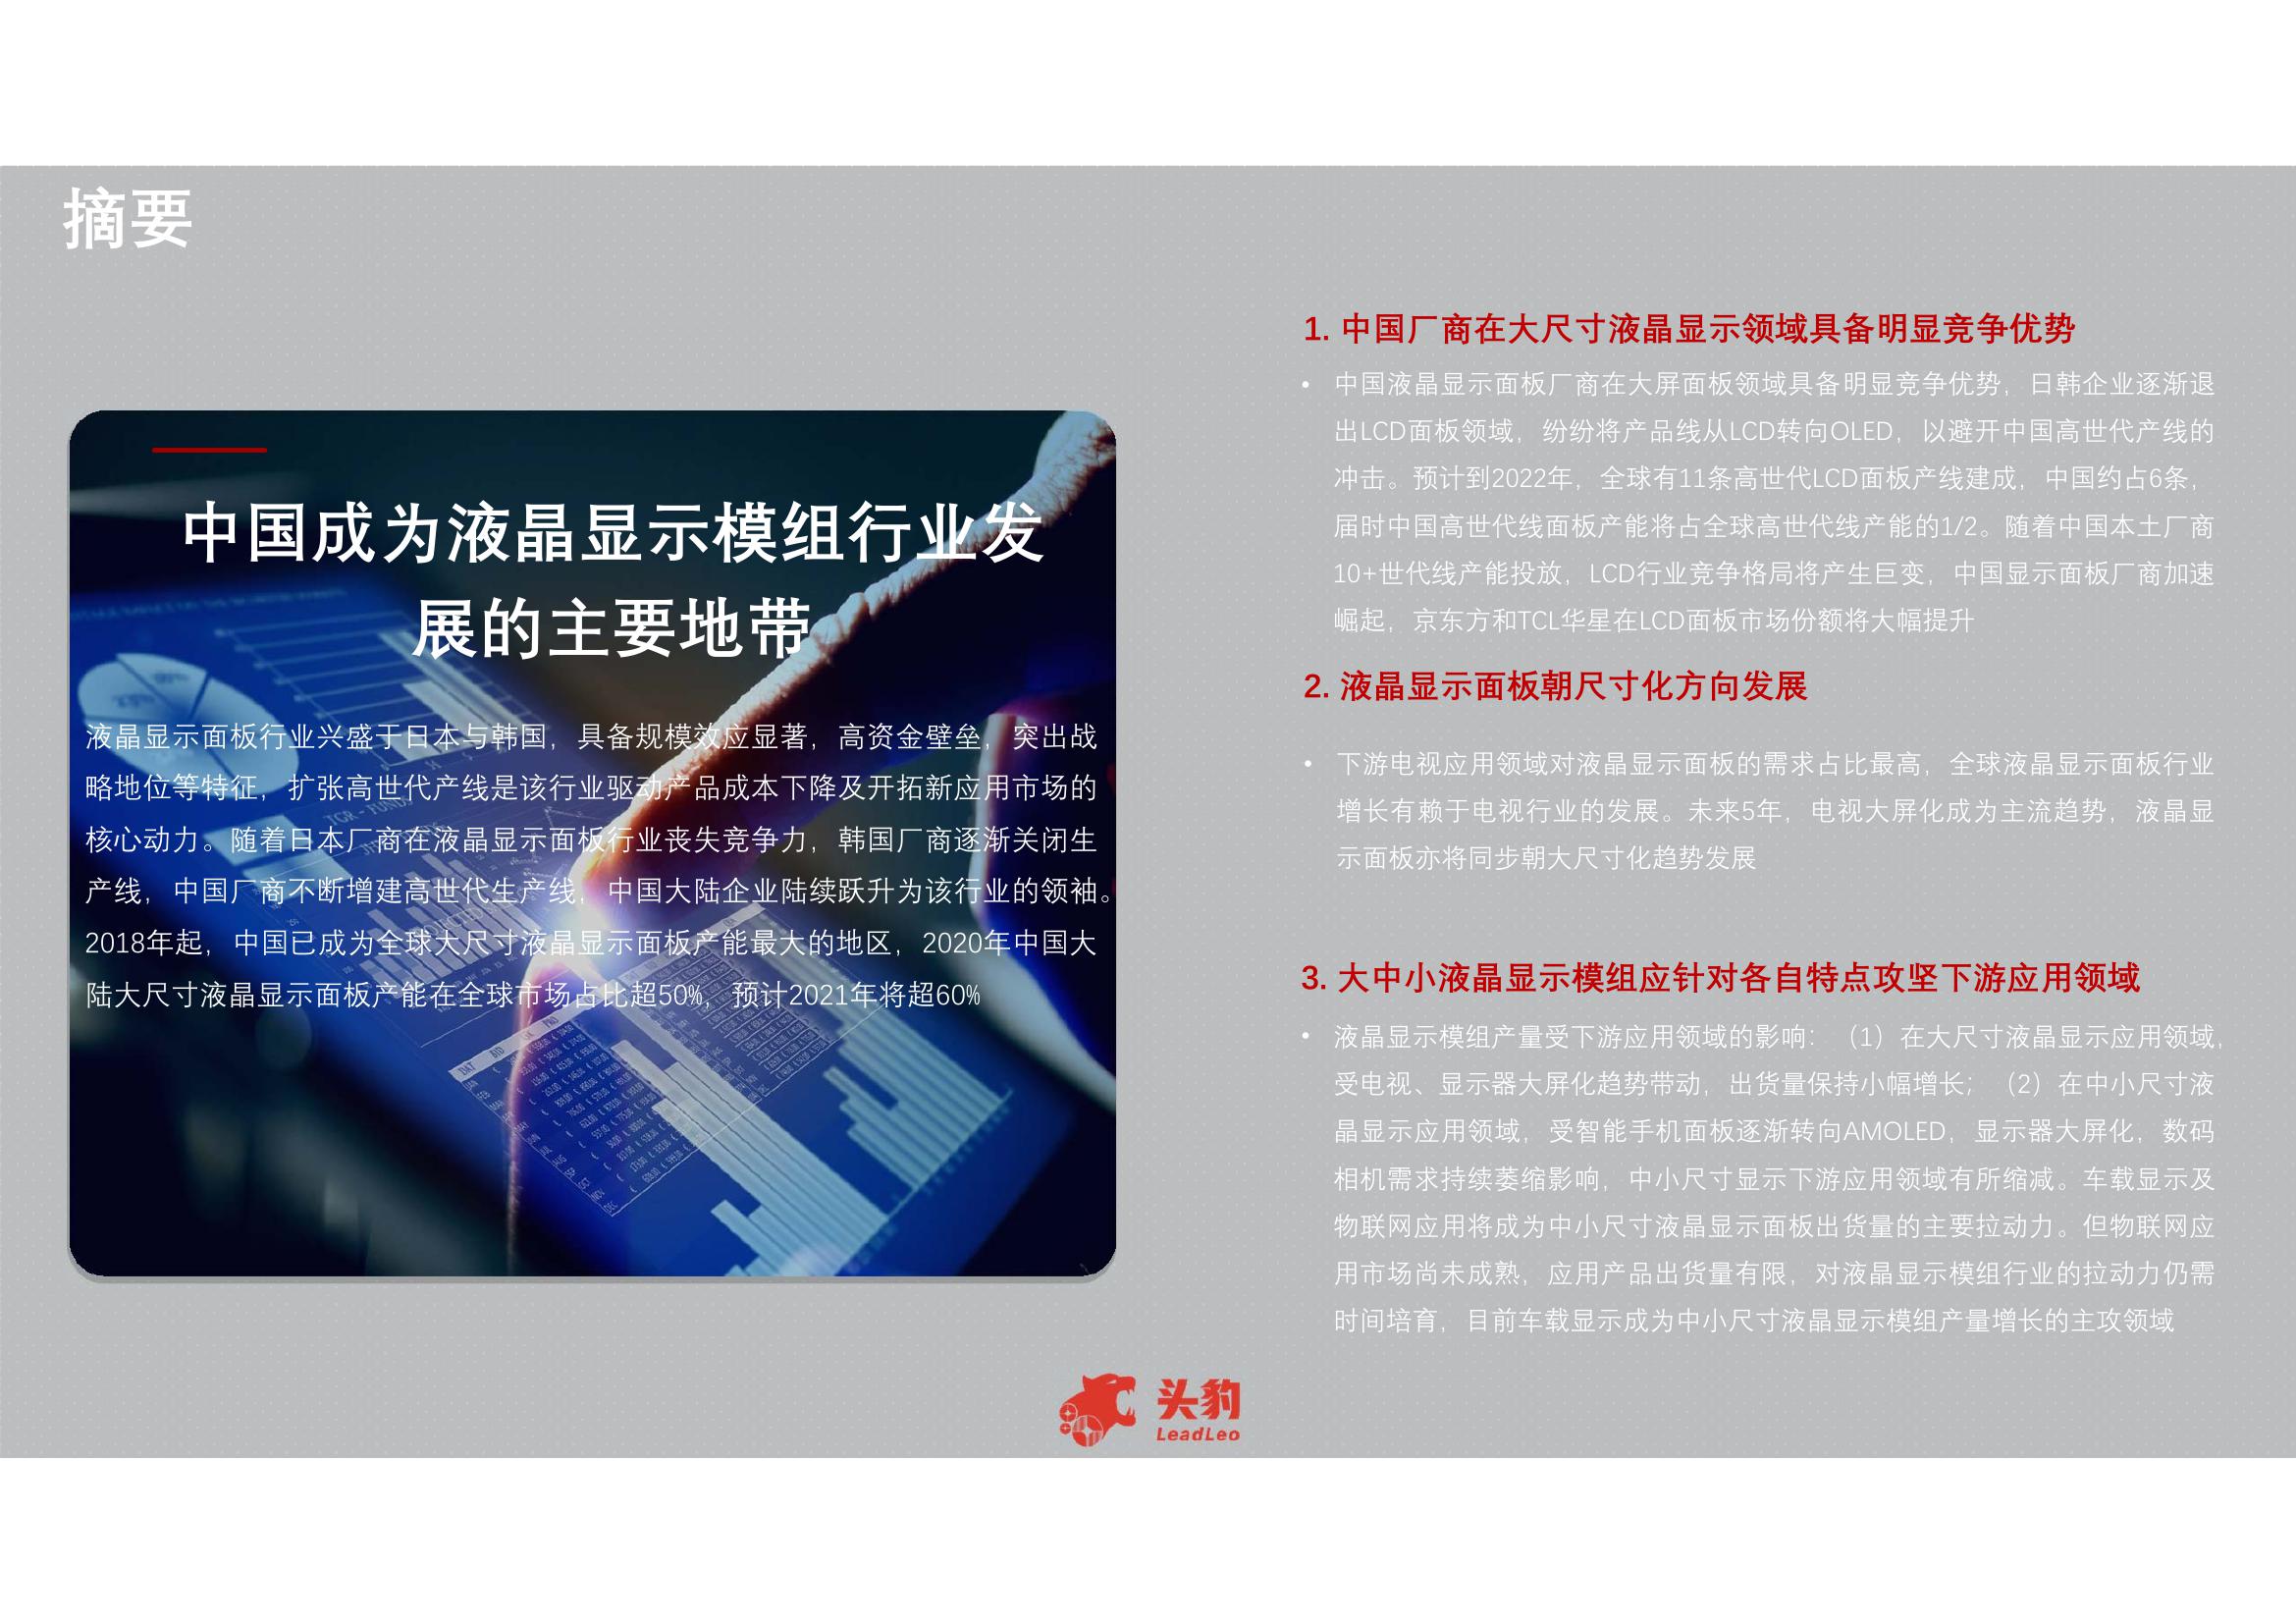 摘要
中国成为液晶显示模组行业发
展的主要地带
液晶显示面板行业兴盛于日本与韩国，具备规模效应显著，高资金壁垒，突出战
略地位等特征，扩张高世代产线是该行业驱动产品成本下降及开拓新应用市场的
核心动力。随着日本厂商在液晶显示面板行业丧失竞争力，韩国厂商逐渐关闭生
产线，中国厂商不断增建高世代生产线，中国大陆企业陆续跃升为该行业的领袖。
2018年起，中国已成为全球大尺寸液晶显示面板产能最大的地区，2020年中国大
陆大尺寸液晶显示面板产能在全球市场占比超50%，预计2021年将超60%
1. 中国厂商在大尺寸液晶显示领域具备明显竞争优势
• 中国液晶显示面板厂商在大屏面板领域具备明显竞争优势，日韩企业逐渐退
出LCD面板领域，纷纷将产品线从LCD转向OLED，以避开中国高世代产线的
冲击。预计到2022年，全球有11条高世代LCD面板产线建成，中国约占6条，
届时中国高世代线面板产能将占全球高世代线产能的1/2。随着中国本土厂商
10+世代线产能投放，LCD行业竞争格局将产生巨变，中国显示面板厂商加速
崛起，京东方和TCL华星在LCD面板市场份额将大幅提升
2. 液晶显示面板朝尺寸化方向发展
• 下游电视应用领域对液晶显示面板的需求占比最高，全球液晶显示面板行业
增长有赖于电视行业的发展。未来5年，电视大屏化成为主流趋势，液晶显
示面板亦将同步朝大尺寸化趋势发展
3. 大中小液晶显示模组应针对各自特点攻坚下游应用领域
• 液晶显示模组产量受下游应用领域的影响：（1）在大尺寸液晶显示应用领域，
受电视、显示器大屏化趋势带动，出货量保持小幅增长；（2）在中小尺寸液
晶显示应用领域，受智能手机面板逐渐转向AMOLED，显示器大屏化，数码
相机需求持续萎缩影响，中小尺寸显示下游应用领域有所缩减。车载显示及
物联网应用将成为中小尺寸液晶显示面板出货量的主要拉动力。但物联网应
用市场尚未成熟，应用产品出货量有限，对液晶显示模组行业的拉动力仍需
时间培育，目前车载显示成为中小尺寸液晶显示模组产量增长的主攻领域
头豹
LeadLeo